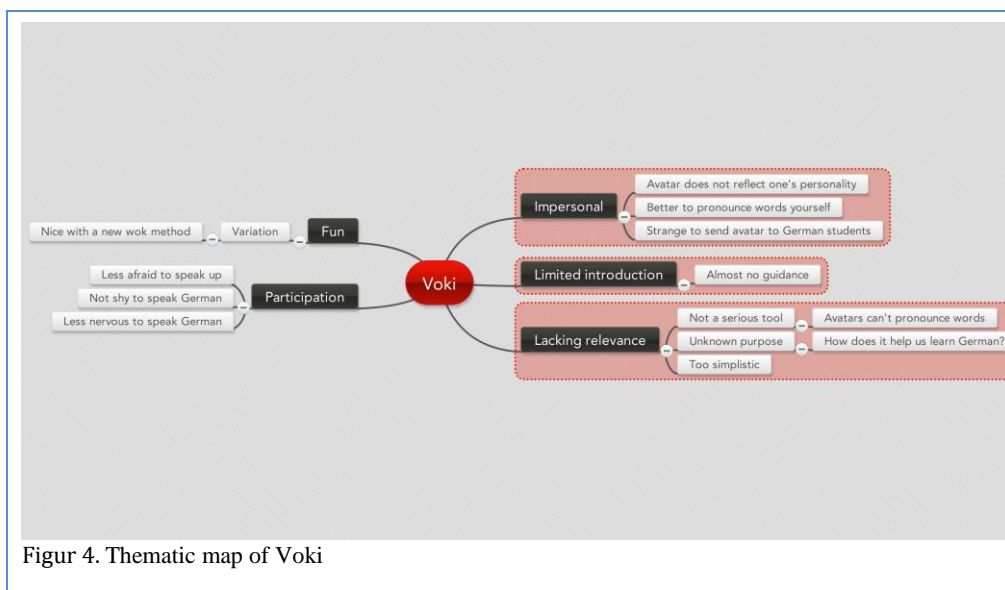 Voki
Fun
Variation
Nice with a new wok method
Participation
Less afraid to speak up
Not shy to speak German
Less nervous to speak German
Impersonal
Avatar does not reflect one's personality
Better to pronounce words yourself
Strange to send avatar to German students
Limited introduction
Almost no guidance
Lacking relevance
Not a serious tool
Avatars can't pronounce words
Unknown purpose
How does it help us learn German?
Too simplistic
Figur 4. Thematic map of Voki